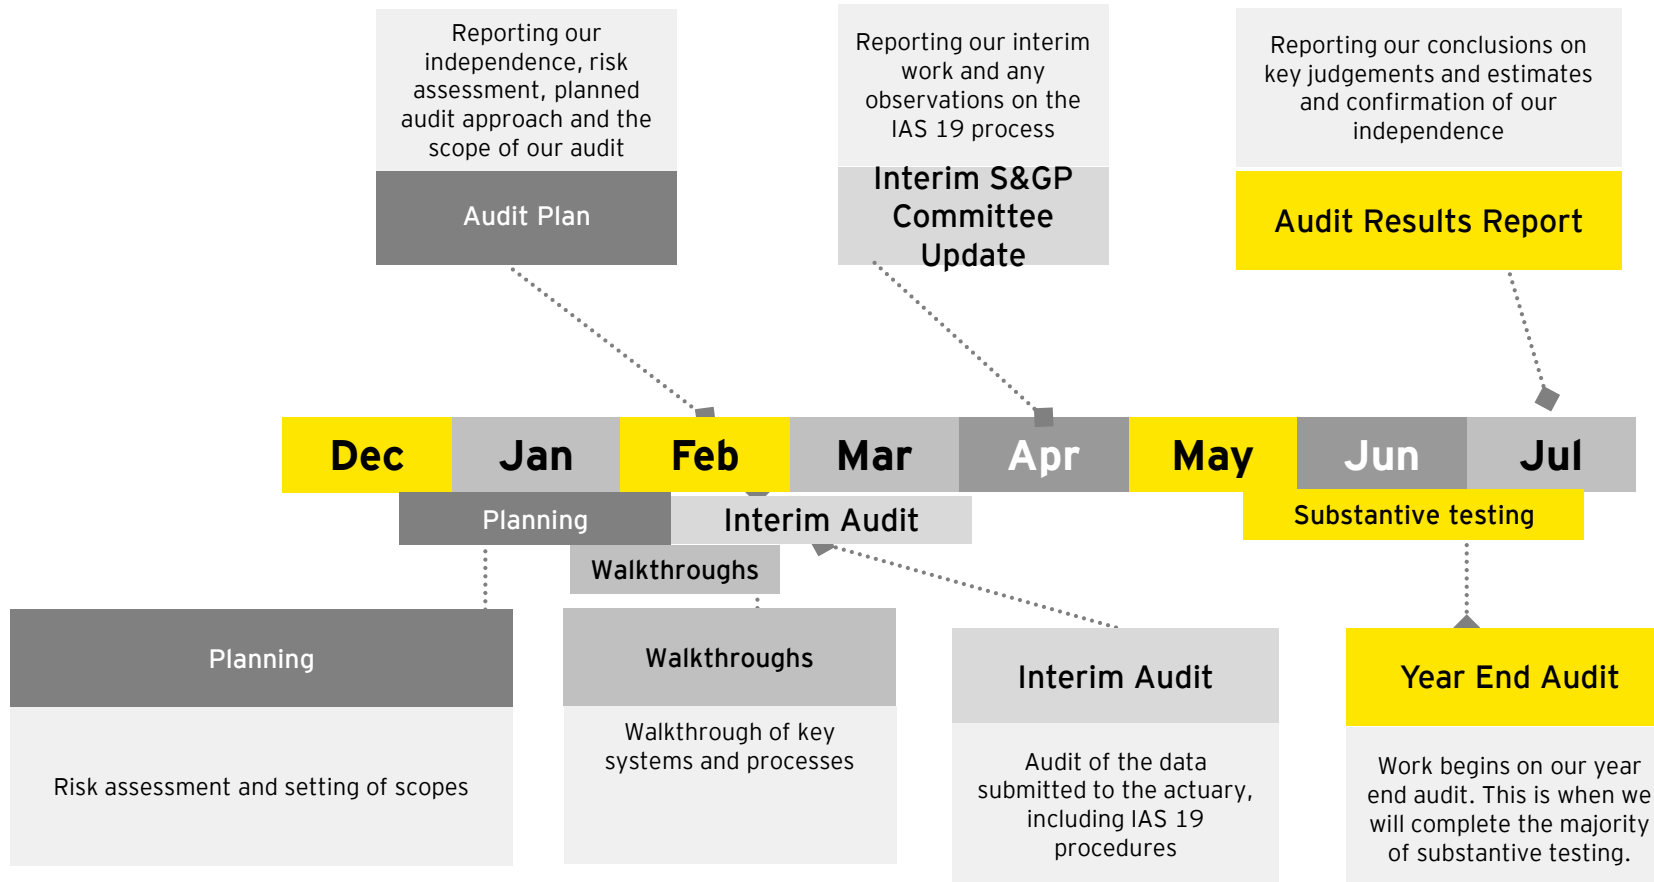 Reporting our
independence, risk
assessment, planned
audit approach and the
scope of our audit
Audit Plan
Reporting our interim
work and any
observations on the
IAS 19 process
Interim S&GP
Committee
Update
Reporting our conclusions on
key judgements and estimates
and confirmation of our
independence
Audit Results Report
Dec
Jan
Feb
Mar
Apr
May
Jun
Jul
Planning
Interim Audit
Substantive testing
Walkthroughs
Planning
Risk assessment and setting of scopes
Walkthroughs
Walkthrough of key
systems and processes
Interim Audit
Audit of the data
submitted to the actuary,
including IAS 19
procedures
Year End Audit
Work begins on our year
end audit. This is when we
will complete the majority
of substantive testing.